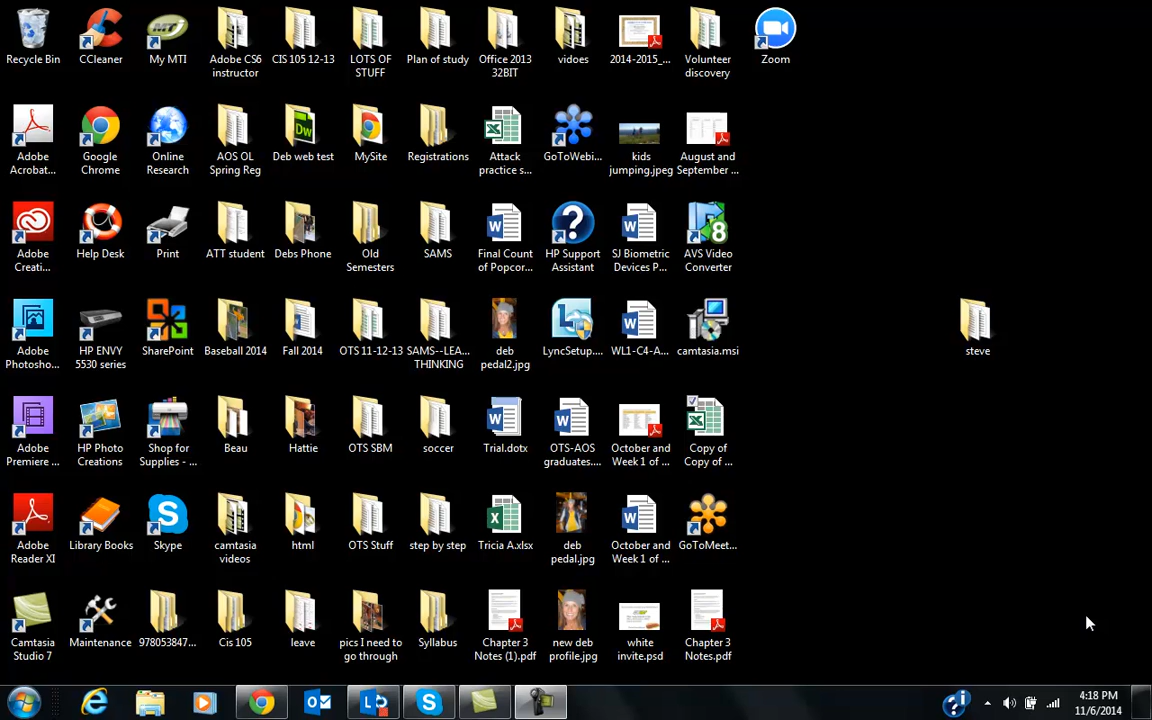 Recycle Bin
CCleaner
My MTI
Adobe CS6 instructor
CIS 105 12-13
LOTS OF STUFF
Plan of study
Office 2013 32BIT
vidoes
2014-2015_...
Volunteer discovery
Zoom
Adobe Acrobat...
Google Chrome
Online Research
AOS OL Spring Reg
Deb web test
MySite
Registrations
Attack practice s...
GoToWebi...
kids jumping.jpeg
August and September ...
Adobe Creati...
Help Desk
Print
ATT student
Debs Phone
Old Semesters
SAMS
Final Count of Popcor...
HP Support Assistant
SJ Biometric Devices P...
AVS Video Converter
Adobe Photosho...
HP ENVY 5530 series
SharePoint
Baseball 2014
Fall 2014
OTS 11-12-13
SAMS--LEA... THINKING
deb pedal2.jpg
LyncSetup....
WL1-C4-A...
camtasia.msi
steve
Adobe Premiere ...
HP Photo Creations
Shop for Supplies - ...
Beau
Hattie
OTS SBM
soccer
Trial.dotx
OTS-AOS graduates....
October and Week 1 of ...
Copy of Copy of ...
Adobe Reader XI
Library Books
Skype
camtasia videos
html
OTS Stuff
step by step
Tricia A.xlsx
deb pedal.jpg
October and Week 1 of ...
GoToMeet...
Camtasia Studio 7
Maintenance
978053847...
Cis 105
leave
pics I need to go through
Syllabus
Chapter 3 Notes (1).pdf
new deb profile.jpg
white invite.psd
Chapter 3 Notes.pdf
4:18 PM
11/6/2014